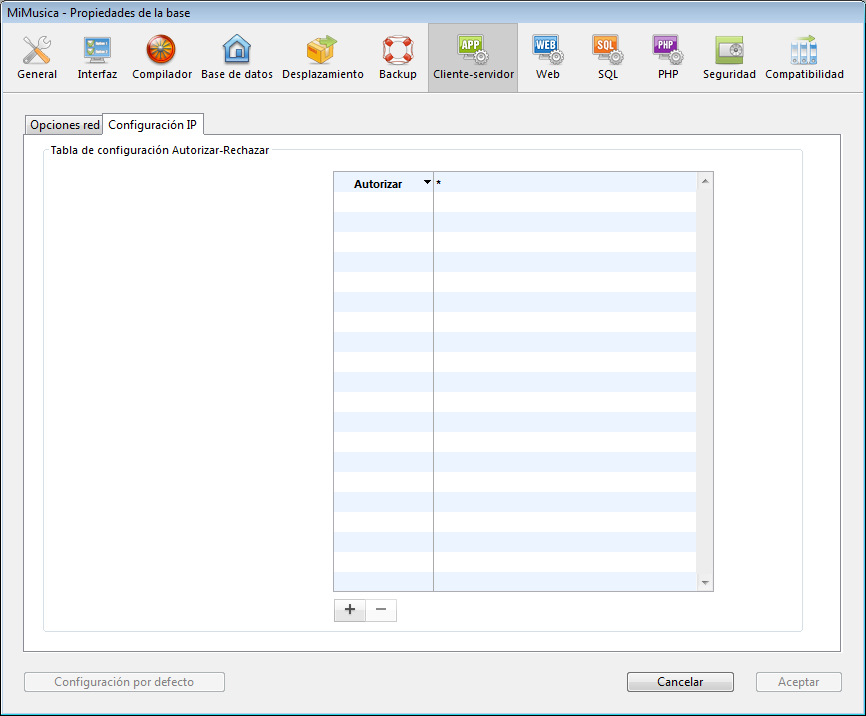 MiMusica - Propiedades de la base
APP WEB SQL PHP
General Interfaz Compilador Base de datos Desplazamiento Backup Cliente-servidor Web SQL PHP Seguridad Compatibilidad
Opciones red Configuración IP
Tabla de configuración Autorizar-Rechazar
Autorizar *
+ −
Configuración por defecto Cancelar Aceptar